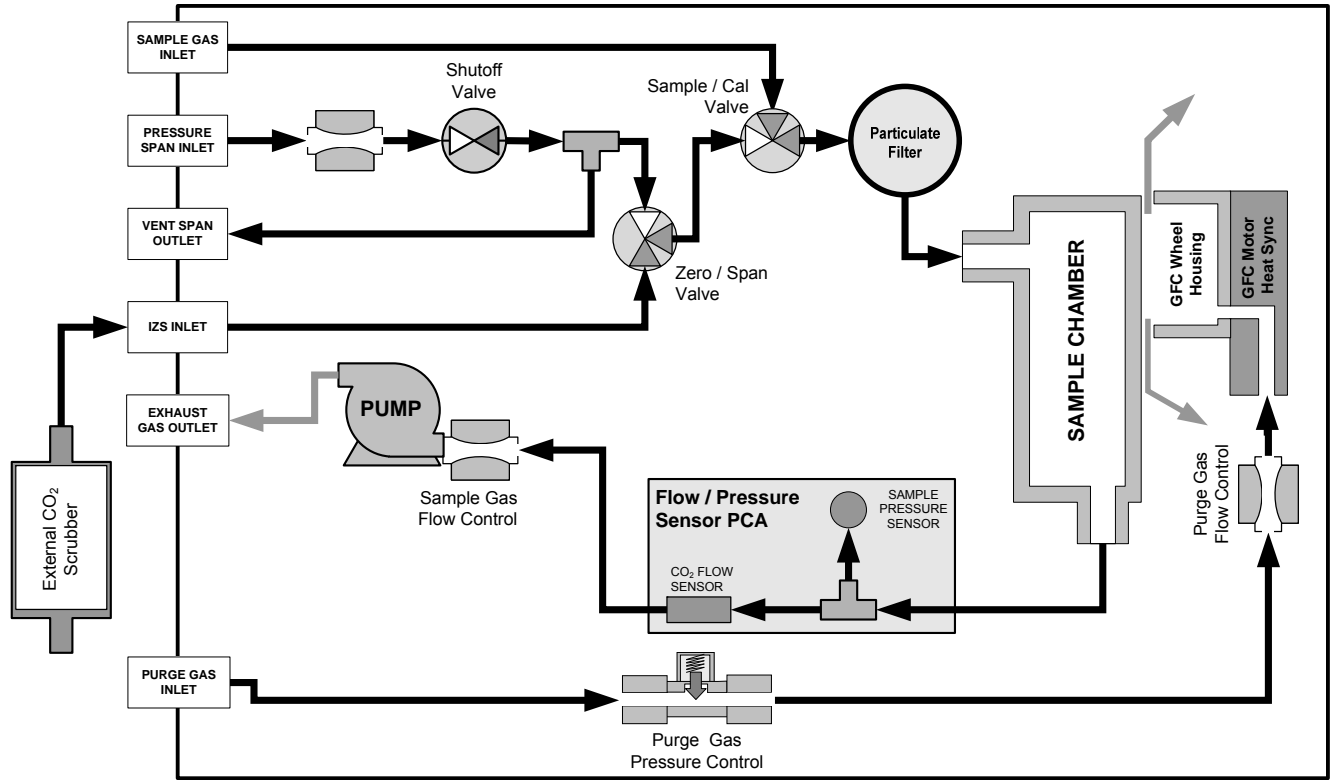 SAMPLE GAS
INLET
Shutoff
Valve
Sample / Cal
Valve
PRESSURE
SPAN INLET
Particulate
Filter
VENT SPAN
OUTLET
Zero / Span
Valve
IZS INLET
EXHAUST
GAS OUTLET
PUMP
Sample Gas
Flow Control
External CO₂
Scrubber
SAMPLE CHAMBER
GFC Wheel
Housing
GFC Motor
Heat Sync
Purge Gas
Flow Control
Flow / Pressure
Sensor PCA
SAMPLE
PRESSURE
SENSOR
CO₂ FLOW
SENSOR
PURGE GAS
INLET
Purge Gas
Pressure Control